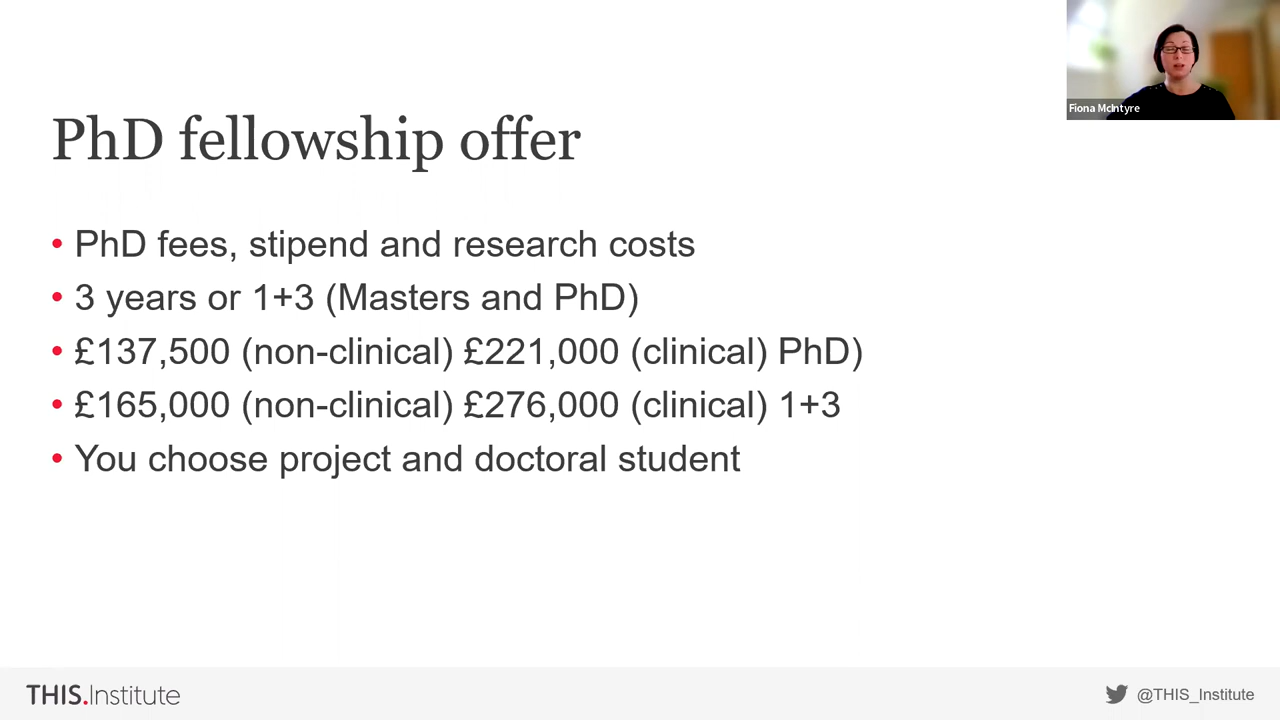 Fiona McIntyre
PhD fellowship offer
• PhD fees, stipend and research costs
• 3 years or 1+3 (Masters and PhD)
• £137,500 (non-clinical) £221,000 (clinical) PhD)
• £165,000 (non-clinical) £276,000 (clinical) 1+3
• You choose project and doctoral student
THIS.Institute
@THIS_Institute